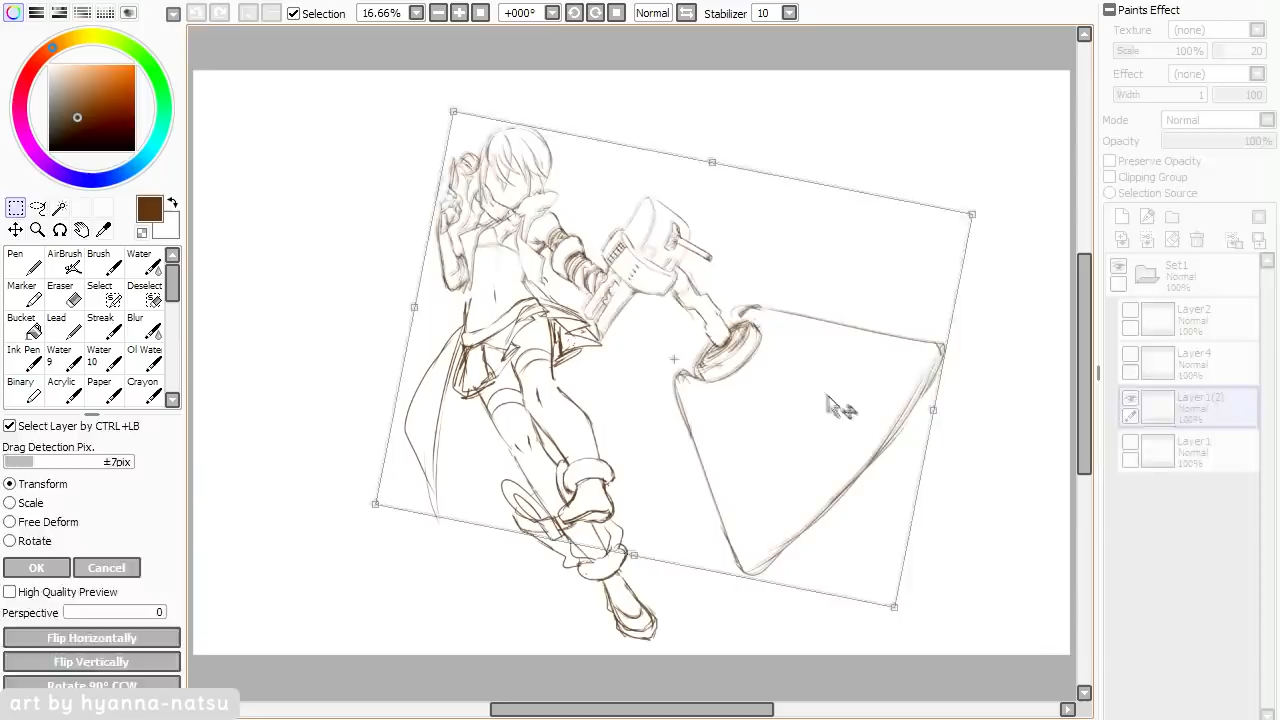 Selection 16.66% +000° Normal Stabilizer 10
Paints Effect
Texture (none)
Scale 100% 20
Effect (none)
Width 1 100
Mode Normal
Opacity 100%
Preserve Opacity
Clipping Group
Selection Source
Set1
Normal
100%
Layer2
Normal
100%
Layer4
Normal
100%
Layer1(2)
Normal
100%
Layer1
Normal
100%
Pen AirBrush Brush Water
Marker Eraser Select Deselect
Bucket Lead Streak Blur
Ink Pen Water 9 Water 10 Oil Water
Binary Acrylic Paper Crayon
Select Layer by CTRL+LB
Drag Detection Pix.
±7pix
Transform
Scale
Free Deform
Rotate
OK Cancel
High Quality Preview
Perspective 0
Flip Horizontally
Flip Vertically
Rotate 90° CCW
art by hyanna-natsu